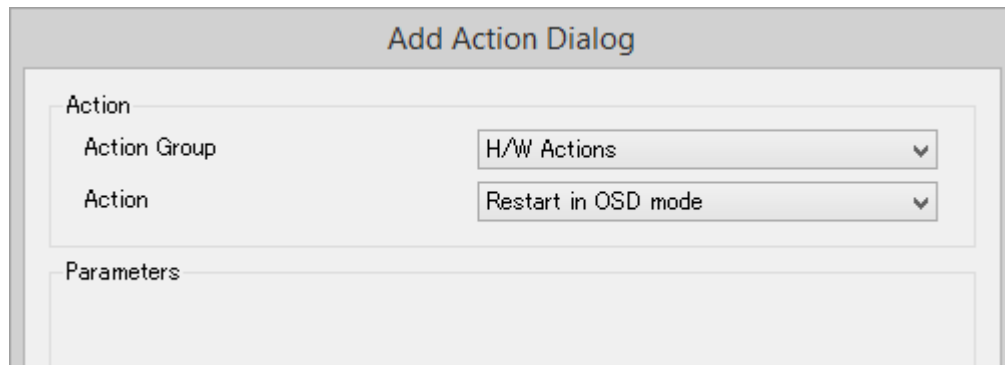 Add Action Dialog
Action
Action Group H/W Actions
Action Restart in OSD mode
Parameters